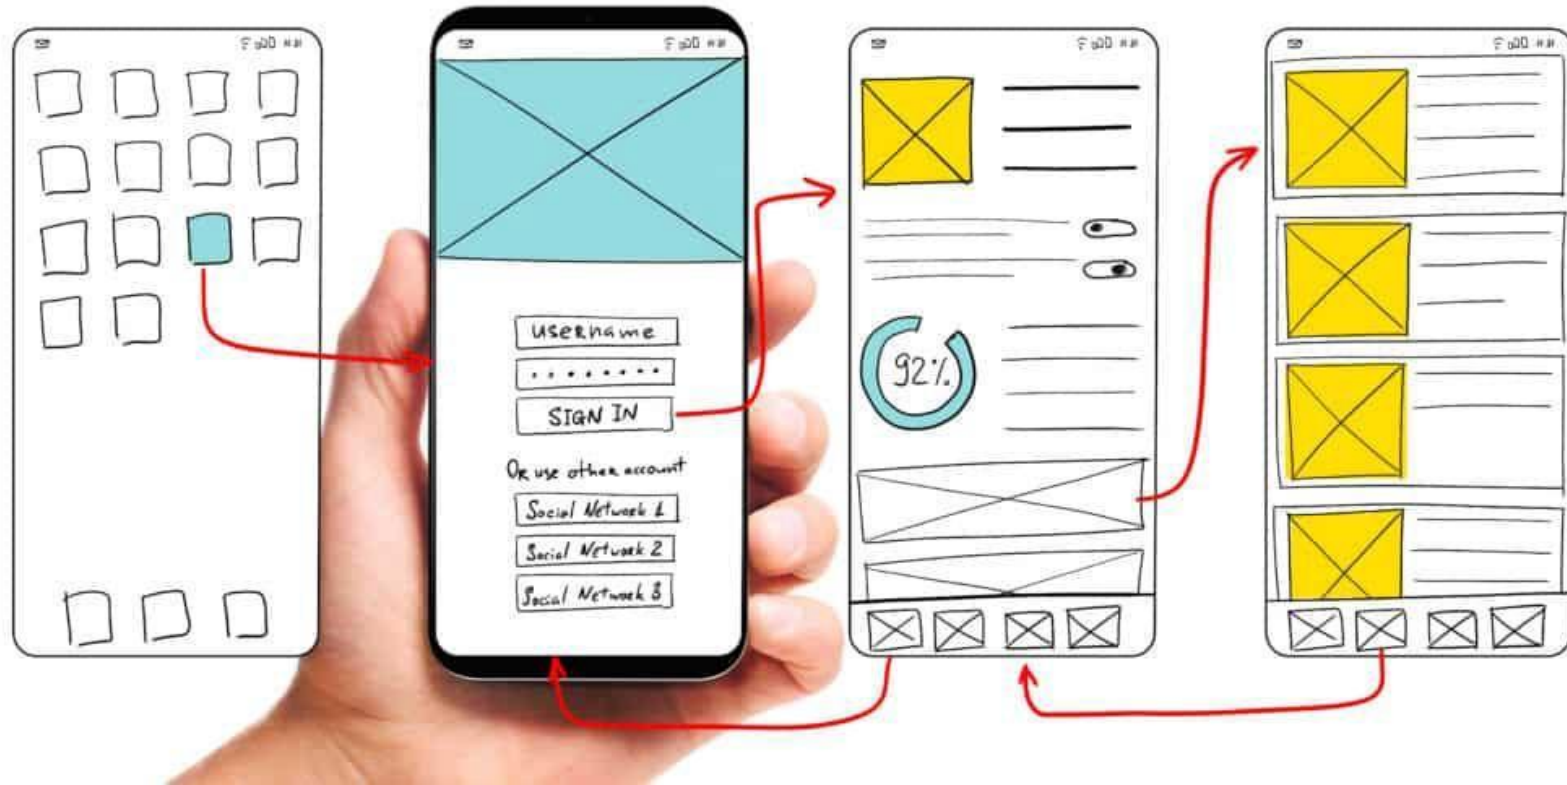 username
SIGN IN
Or use other account
Social Network 1
Social Network 2
Social Network 3
92%